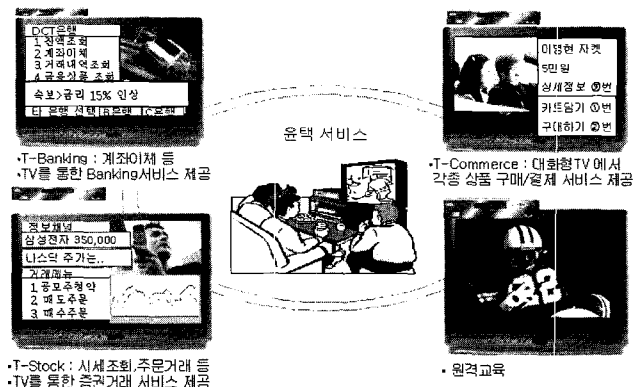 DCT은행
1.잔액조회
2.계좌이체
3.거래내역조회
4.금융상품 조회
속보>금리 15% 인상
타 은행 선택 B은행 C은행
•T-Banking : 계좌이체 등
•TV를 통한 Banking서비스 제공
윤택 서비스
이영현 자켓
5만원
상세정보 번
카트담기 ①번
구매하기 ②번
•T-Commerce : 대화형TV 에서
각종 상품 구매/결제 서비스 제공
정보채널
삼성전자 350,000
나스닥 주가는..
거래메뉴
1.공모주청약
2 매도주문
3.매수주문
•T-Stock : 시세조회,주문거래 등
•TV를 통한 증권거래 서비스 제공
82
• 원격교육